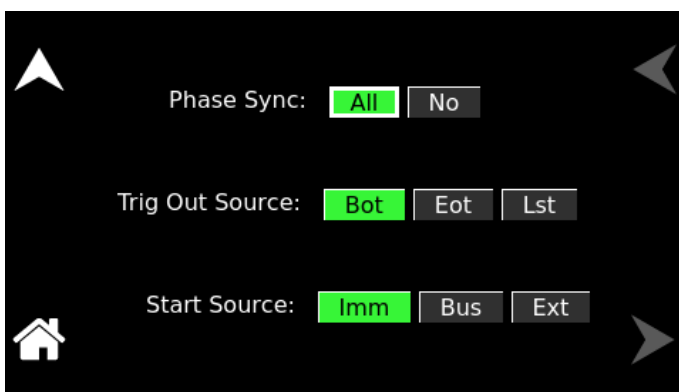 Phase Sync: All No
Trig Out Source: Bot Eot Lst
Start Source: Imm Bus Ext